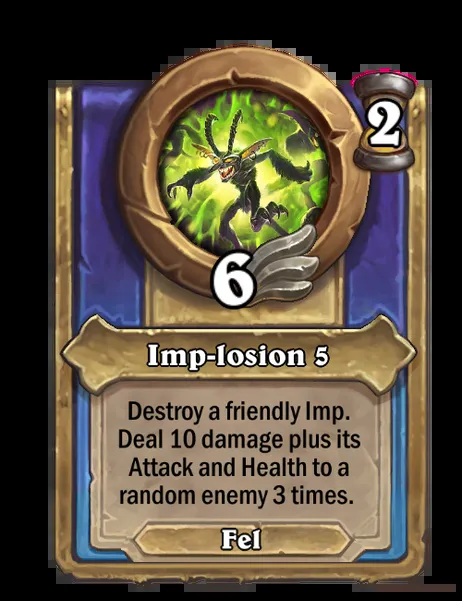 2
6
Imp-losion 5
Destroy a friendly Imp.
Deal 10 damage plus its
Attack and Health to a
random enemy 3 times.
Fel